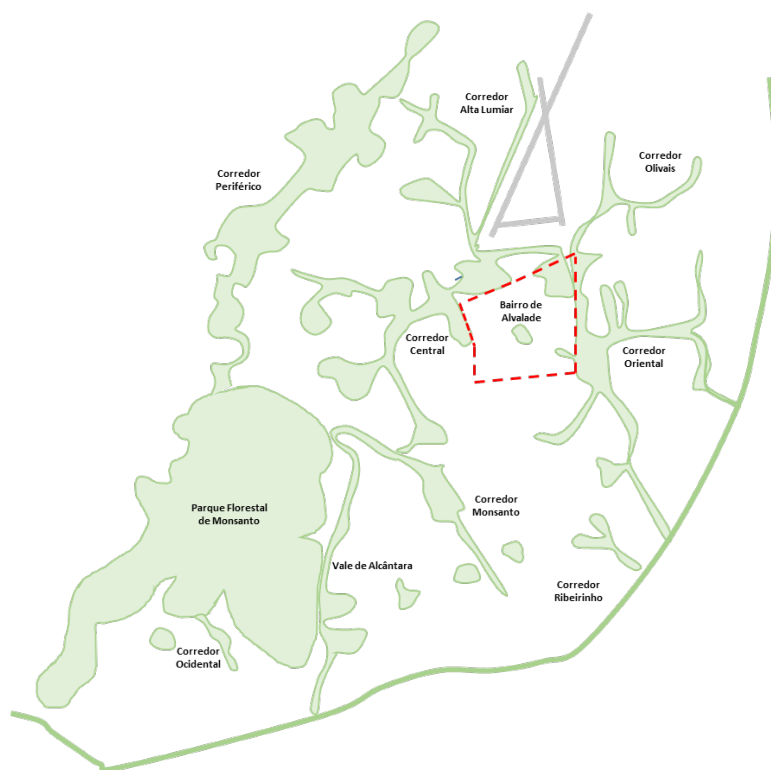 Corredor
Alta Lumiar
Corredor
Periférico
Corredor
Olivais
Bairro de
Alvalade
Corredor
Central
Corredor
Oriental
Parque Florestal
de Monsanto
Corredor
Monsanto
Vale de Alcântara
Corredor
Ribeirinho
Corredor
Ocidental